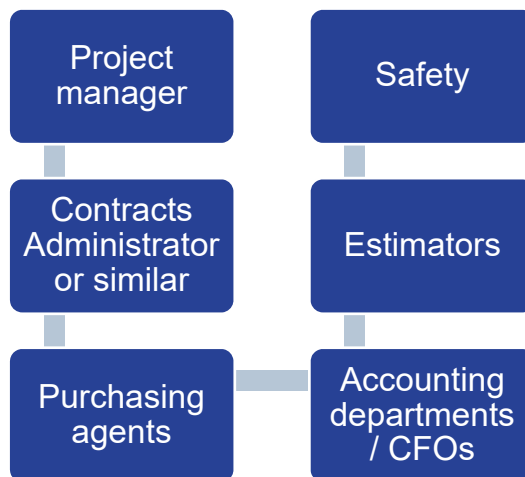 Project
manager
Contracts
Administrator
or similar
Purchasing
agents
Accounting
departments
/ CFOs
Estimators
Safety